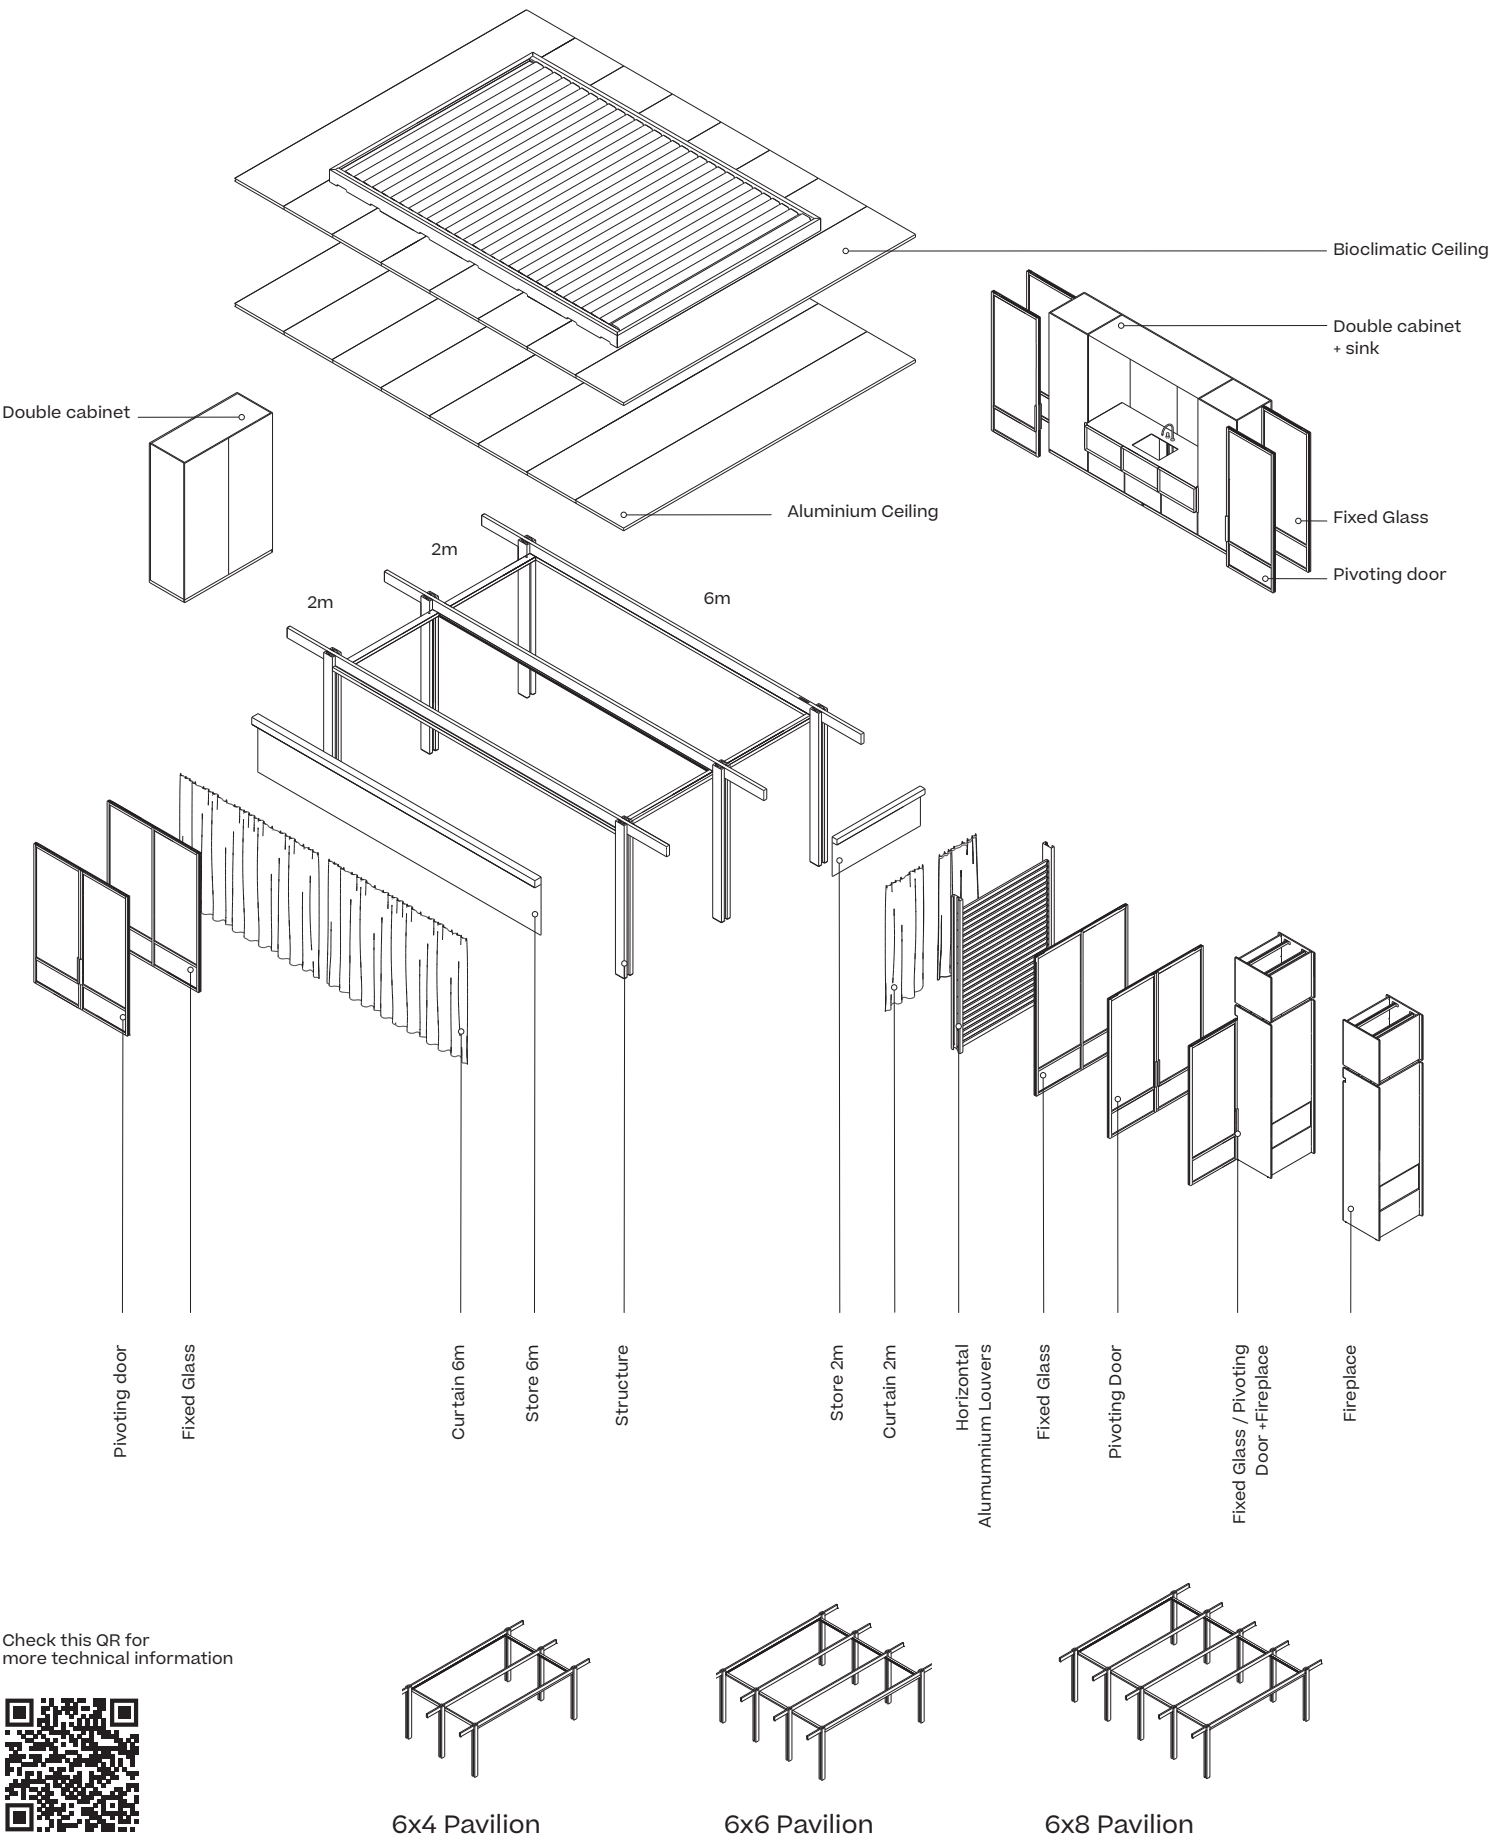 Bioclimatic Ceiling
Double cabinet
+ sink
Double cabinet
Aluminium Ceiling
Fixed Glass
Pivoting door
2m
2m
6m
Pivoting door
Fixed Glass
Curtain 6m
Store 6m
Structure
Store 2m
Curtain 2m
Horizontal
Alumumnium Louvers
Fixed Glass
Pivoting Door
Fixed Glass / Pivoting
Door +Fireplace
Fireplace
Check this QR for
more technical information
6x4 Pavilion
6x6 Pavilion
6x8 Pavilion